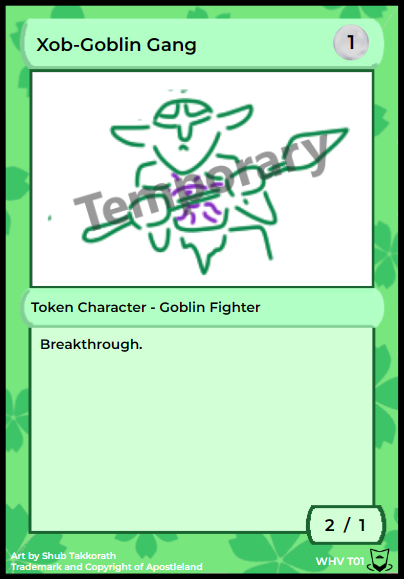 Xob-Goblin Gang
1
Temporary
Token Character - Goblin Fighter
Breakthrough.
2 / 1
Art by Shub Takkorath
Trademark and Copyright of Apostleland
WHV T01